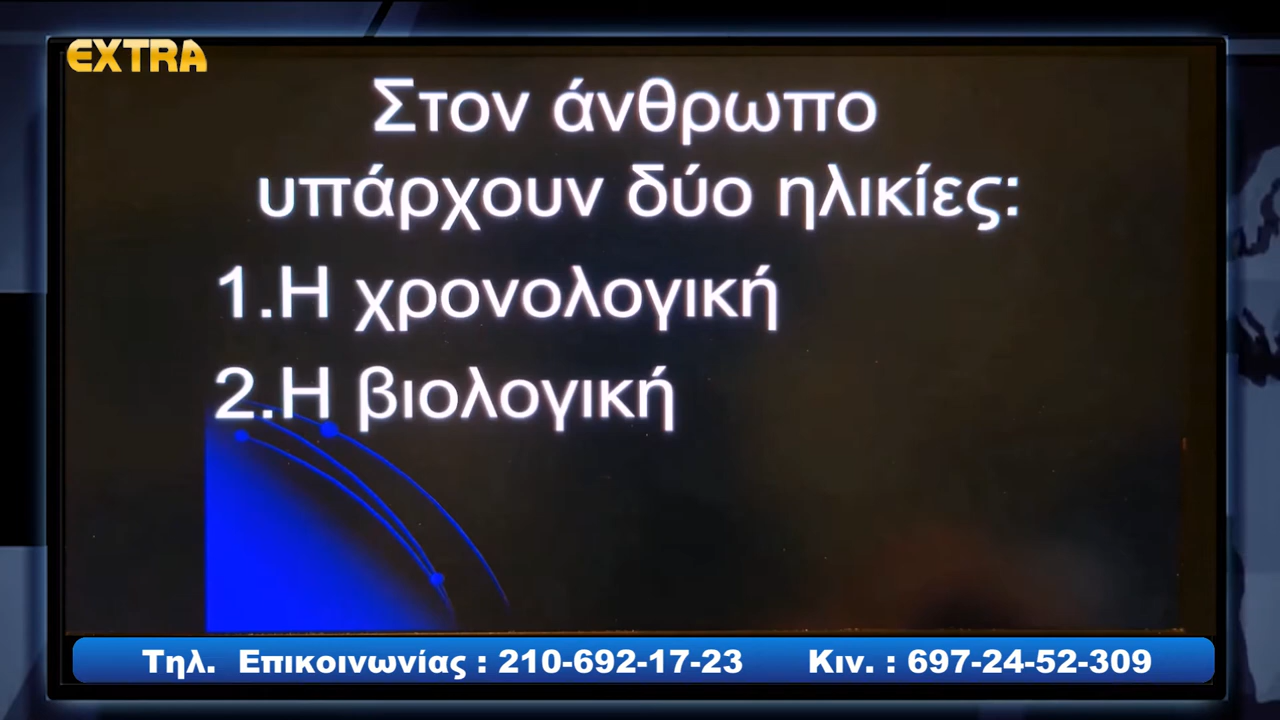 EXTRA
Στον άνθρωπο
υπάρχουν δύο ηλικίες:
1.Η χρονολογική
2.Η βιολογική
Τηλ. Επικοινωνίας : 210-692-17-23 Κιν. : 697-24-52-309